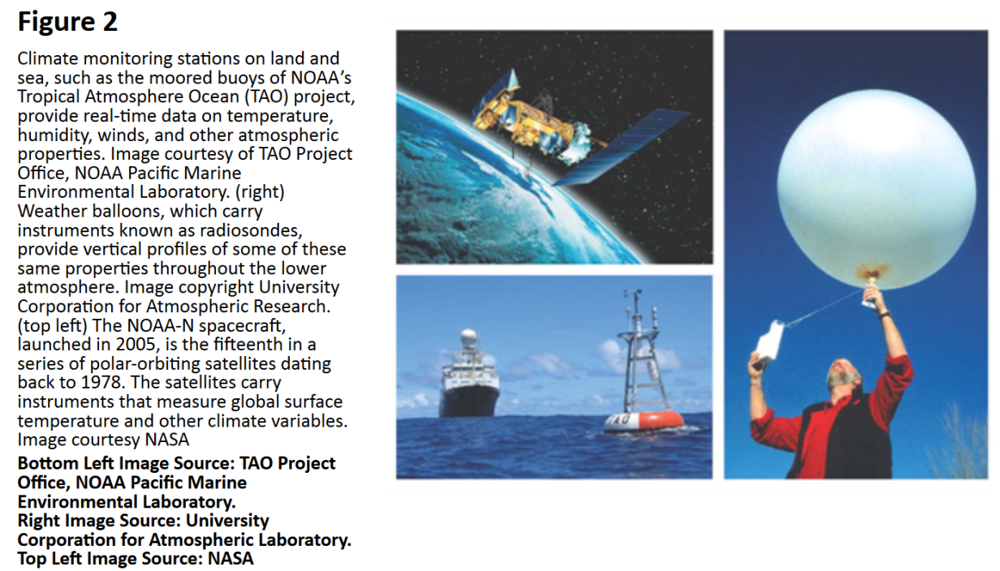 Figure 2
Climate monitoring stations on land and
sea, such as the moored buoys of NOAA’s
Tropical Atmosphere Ocean (TAO) project,
provide real-time data on temperature,
humidity, winds, and other atmospheric
properties. Image courtesy of TAO Project
Office, NOAA Pacific Marine
Environmental Laboratory. (right)
Weather balloons, which carry
instruments known as radiosondes,
provide vertical profiles of some of these
same properties throughout the lower
atmosphere. Image copyright University
Corporation for Atmospheric Research.
(top left) The NOAA-N spacecraft,
launched in 2005, is the fifteenth in a
series of polar-orbiting satellites dating
back to 1978. The satellites carry
instruments that measure global surface
temperature and other climate variables.
Image courtesy NASA
Bottom Left Image Source: TAO Project
Office, NOAA Pacific Marine
Environmental Laboratory.
Right Image Source: University
Corporation for Atmospheric Laboratory.
Top Left Image Source: NASA
TAO